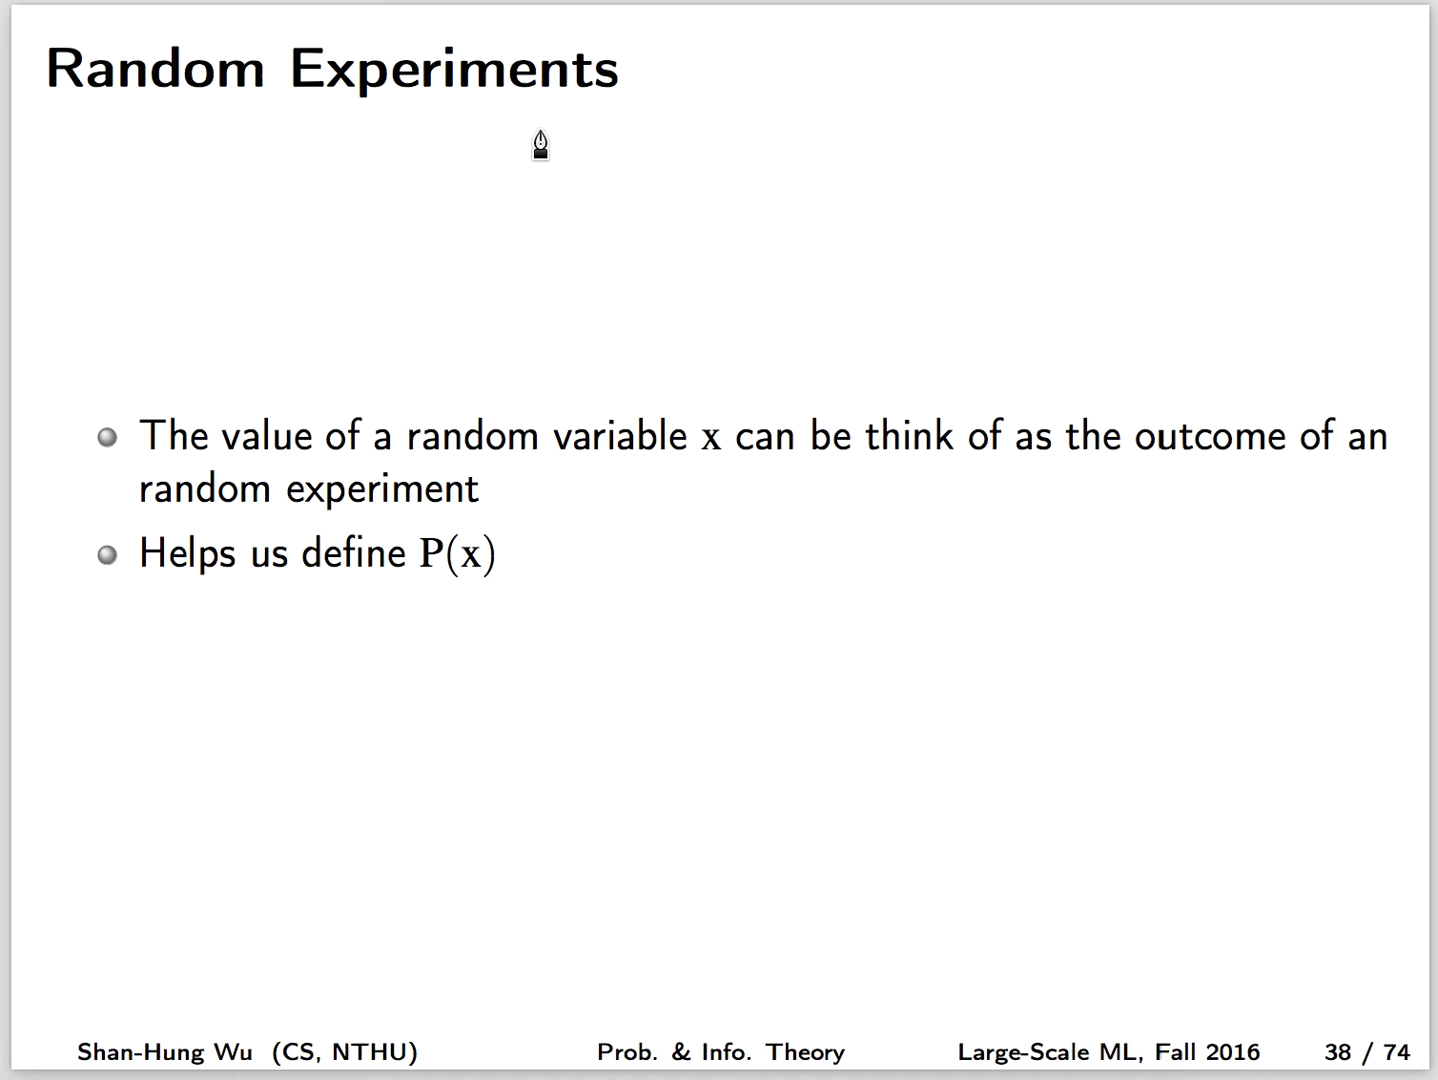 Random Experiments
The value of a random variable x can be think of as the outcome of an
random experiment
Helps us define P(x)
Shan-Hung Wu (CS, NTHU) Prob. & Info. Theory Large-Scale ML, Fall 2016 38 / 74